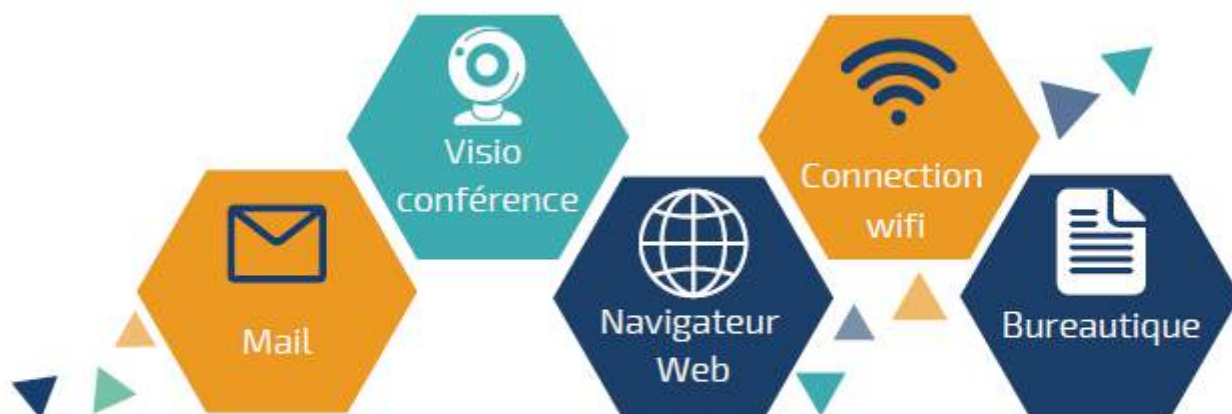 Mail
Visio
conférence
Navigateur
Web
Connection
wifi
Bureautique